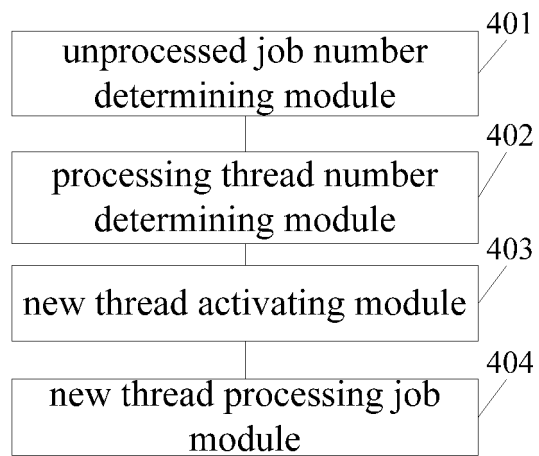 401
unprocessed job number
determining module
402
processing thread number
determining module
403
new thread activating module
404
new thread processing job
module